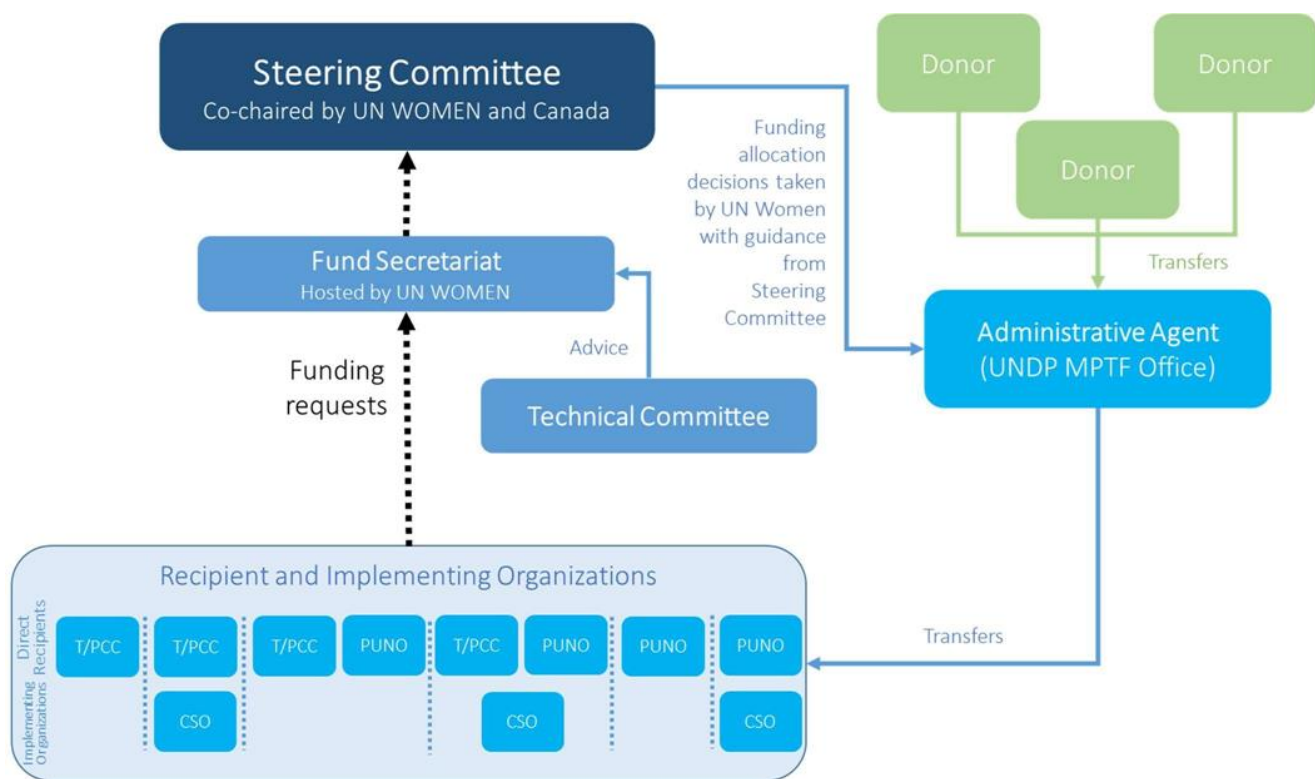 Steering Committee
Co-chaired by UN WOMEN and Canada
Donor
Donor
Donor
Funding
allocation
decisions taken
by UN Women
with guidance
from
Steering
Committee
Transfers
Fund Secretariat
Hosted by UN WOMEN
Administrative Agent
(UNDP MPTF Office)
Advice
Funding
requests
Technical Committee
Recipient and Implementing Organizations
Transfers
Direct
Recipients
T/PCC
T/PCC
T/PCC
PUNO
T/PCC
PUNO
PUNO
PUNO
Implementing
Organizations
CSO
CSO
CSO